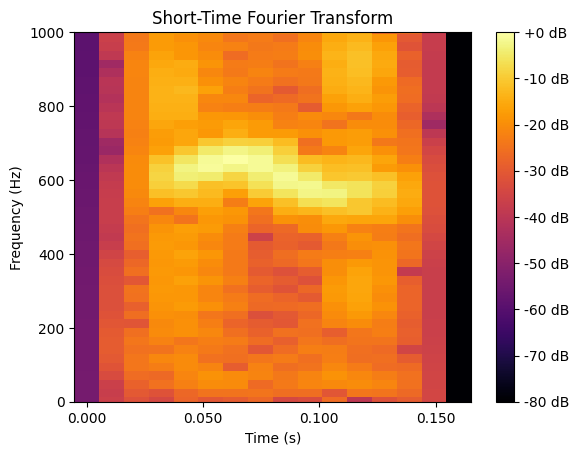 Short-Time Fourier Transform
1000
800
600
400
200
0
Frequency (Hz)
0.000
0.050
0.100
0.150
Time (s)
+0 dB
-10 dB
-20 dB
-30 dB
-40 dB
-50 dB
-60 dB
-70 dB
-80 dB